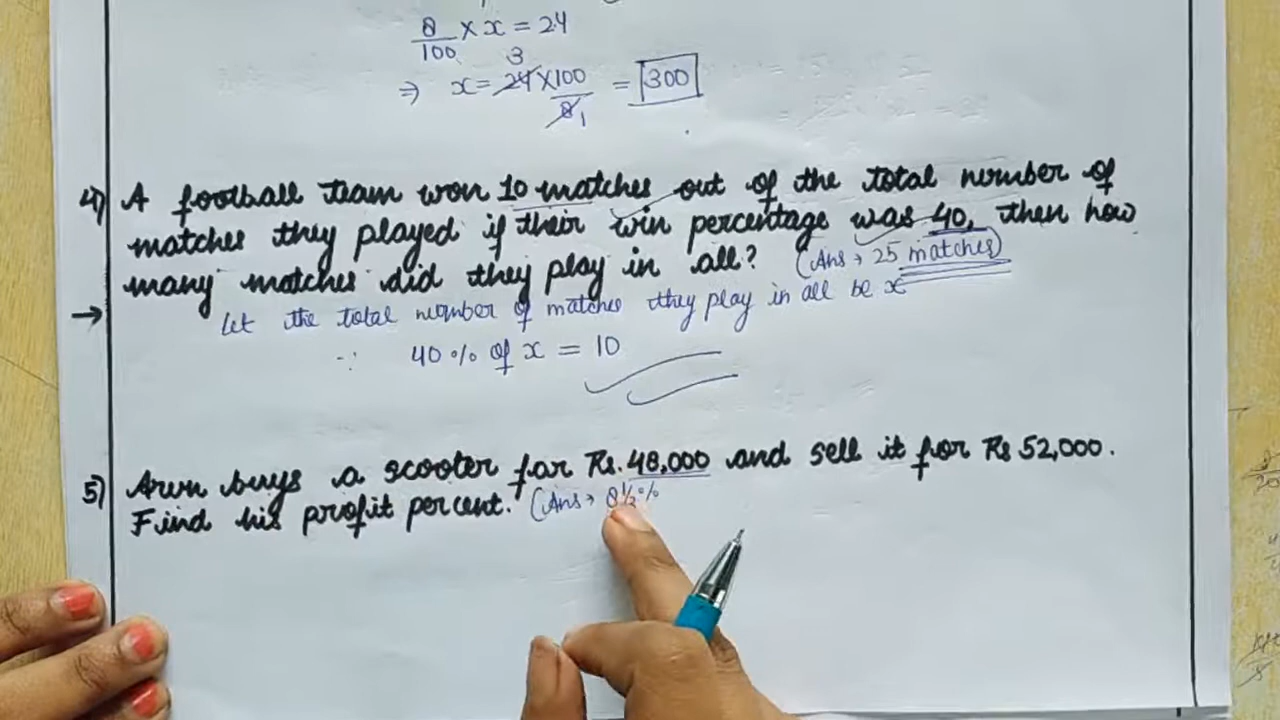 8/100 × x = 24
⇒ x = 24 × 100 / 8 = 300
3
1
4) A football team won 10 matches out of the total number of
matches they played if their win percentage was 40, then how
many matches did they play in all? (Ans → 25 matches)
→ Let the total number of matches they play in all be x
∴ 40% of x = 10
5) Arun buys a scooter for Rs. 48,000 and sell it for Rs 52,000.
Find his profit percent. (Ans →